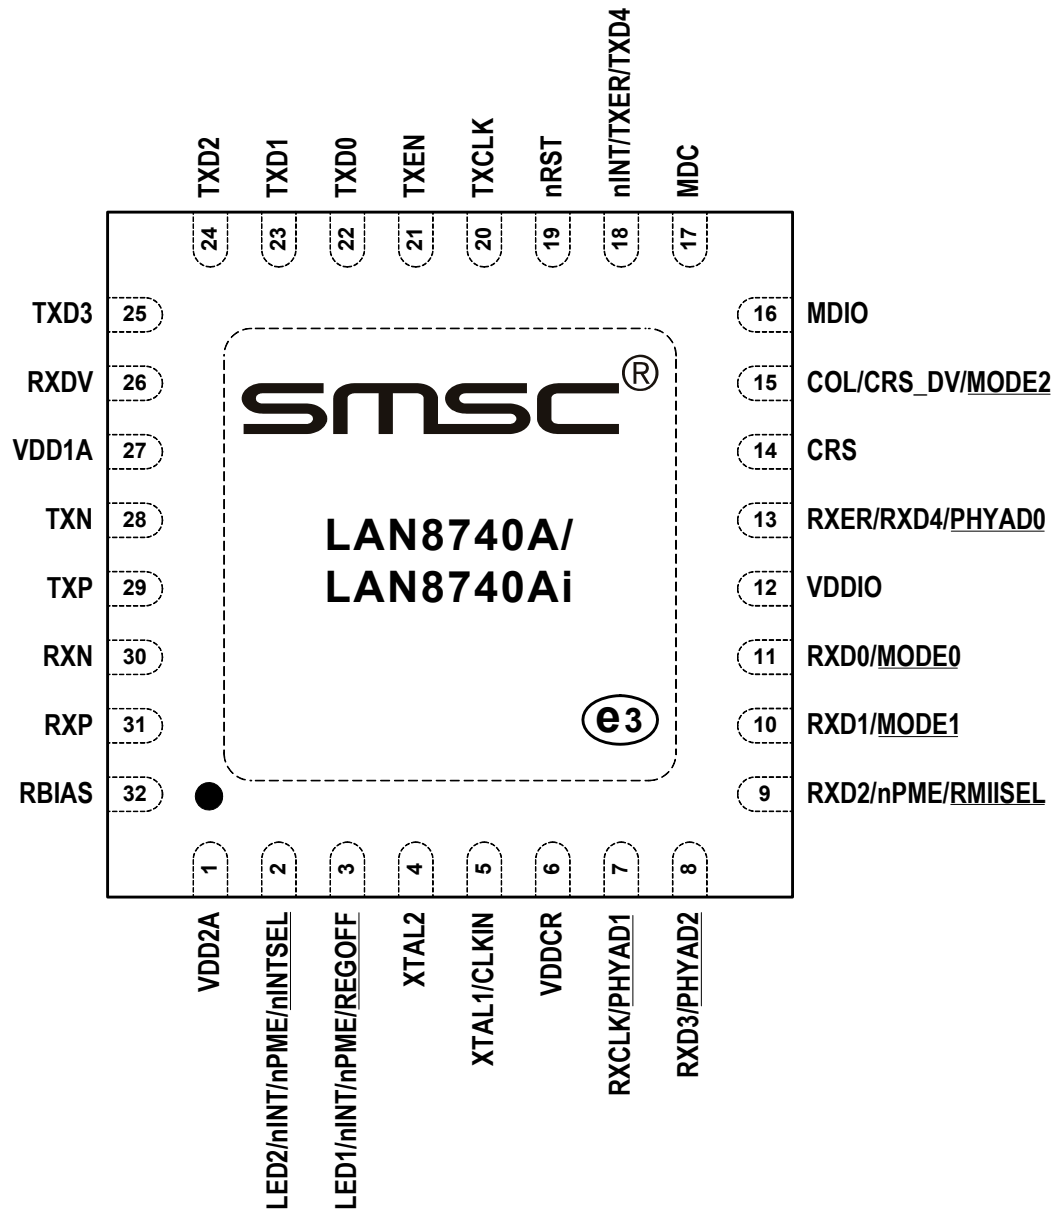 TXD2
TXD1
TXD0
TXEN
TXCLK
nRST
nINT/TXER/TXD4
MDC
24
23
22
21
20
19
18
17
TXD3 25
RXDV 26
VDD1A 27
TXN 28
TXP 29
RXN 30
RXP 31
RBIAS 32
smsc®
LAN8740A/
LAN8740Ai
e3
16 MDIO
15 COL/CRS_DV/MODE2
14 CRS
13 RXER/RXD4/PHYAD0
12 VDDIO
11 RXD0/MODE0
10 RXD1/MODE1
9 RXD2/nPME/RMIISEL
1
2
3
4
5
6
7
8
VDD2A
LED2/nINT/nPME/nINTSEL
LED1/nINT/nPME/REGOFF
XTAL2
XTAL1/CLKIN
VDDCR
RXCLK/PHYAD1
RXD3/PHYAD2